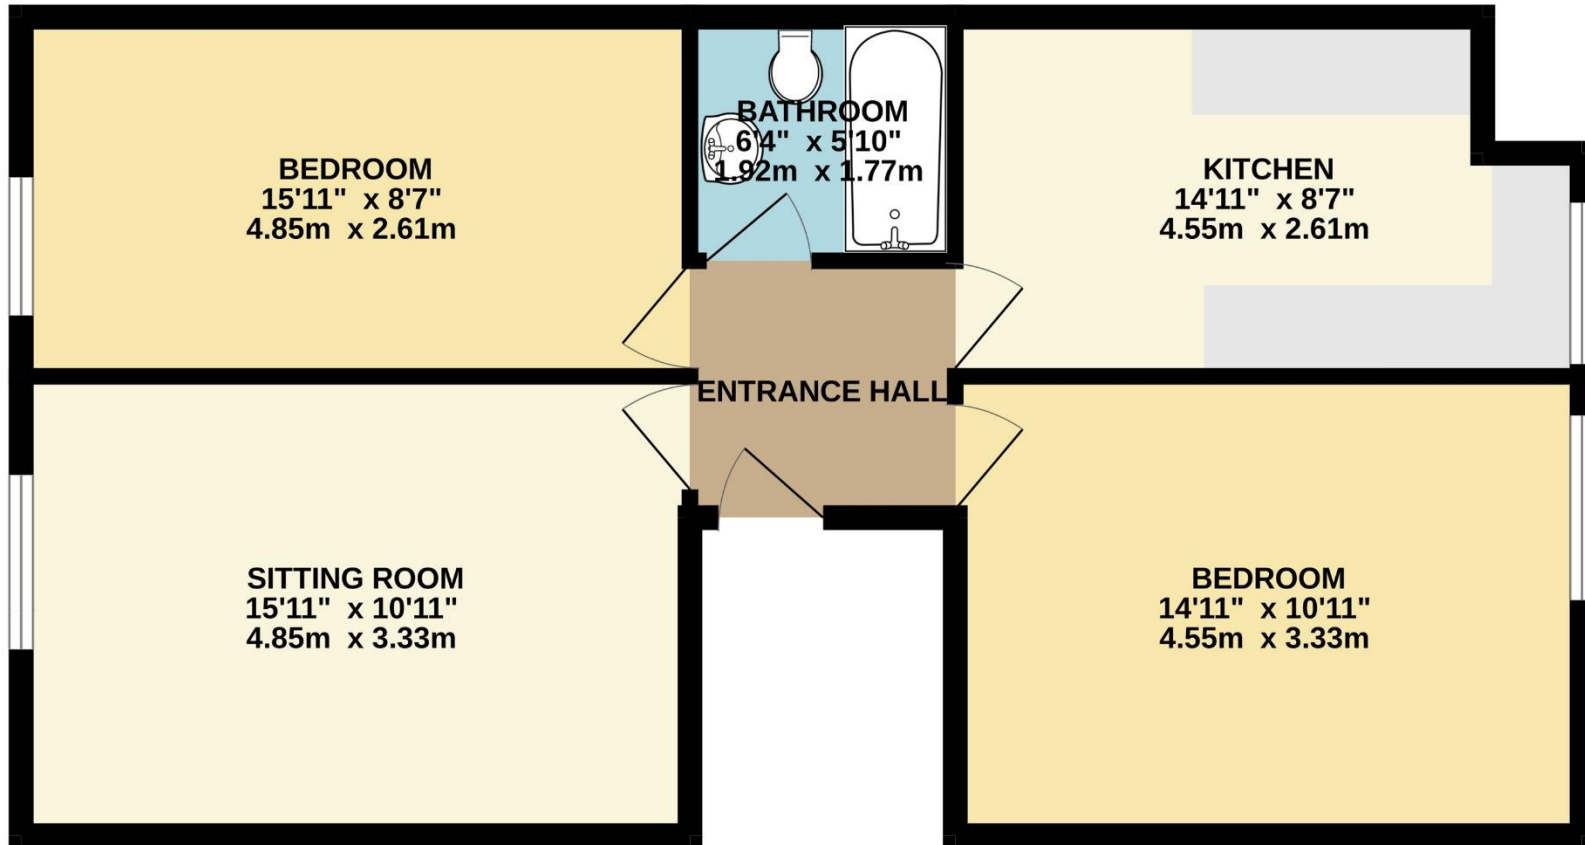 BEDROOM
15'11" x 8'7"
4.85m x 2.61m
BATHROOM
6'4" x 5'10"
1.92m x 1.77m
KITCHEN
14'11" x 8'7"
4.55m x 2.61m
ENTRANCE HALL
SITTING ROOM
15'11" x 10'11"
4.85m x 3.33m
BEDROOM
14'11" x 10'11"
4.55m x 3.33m